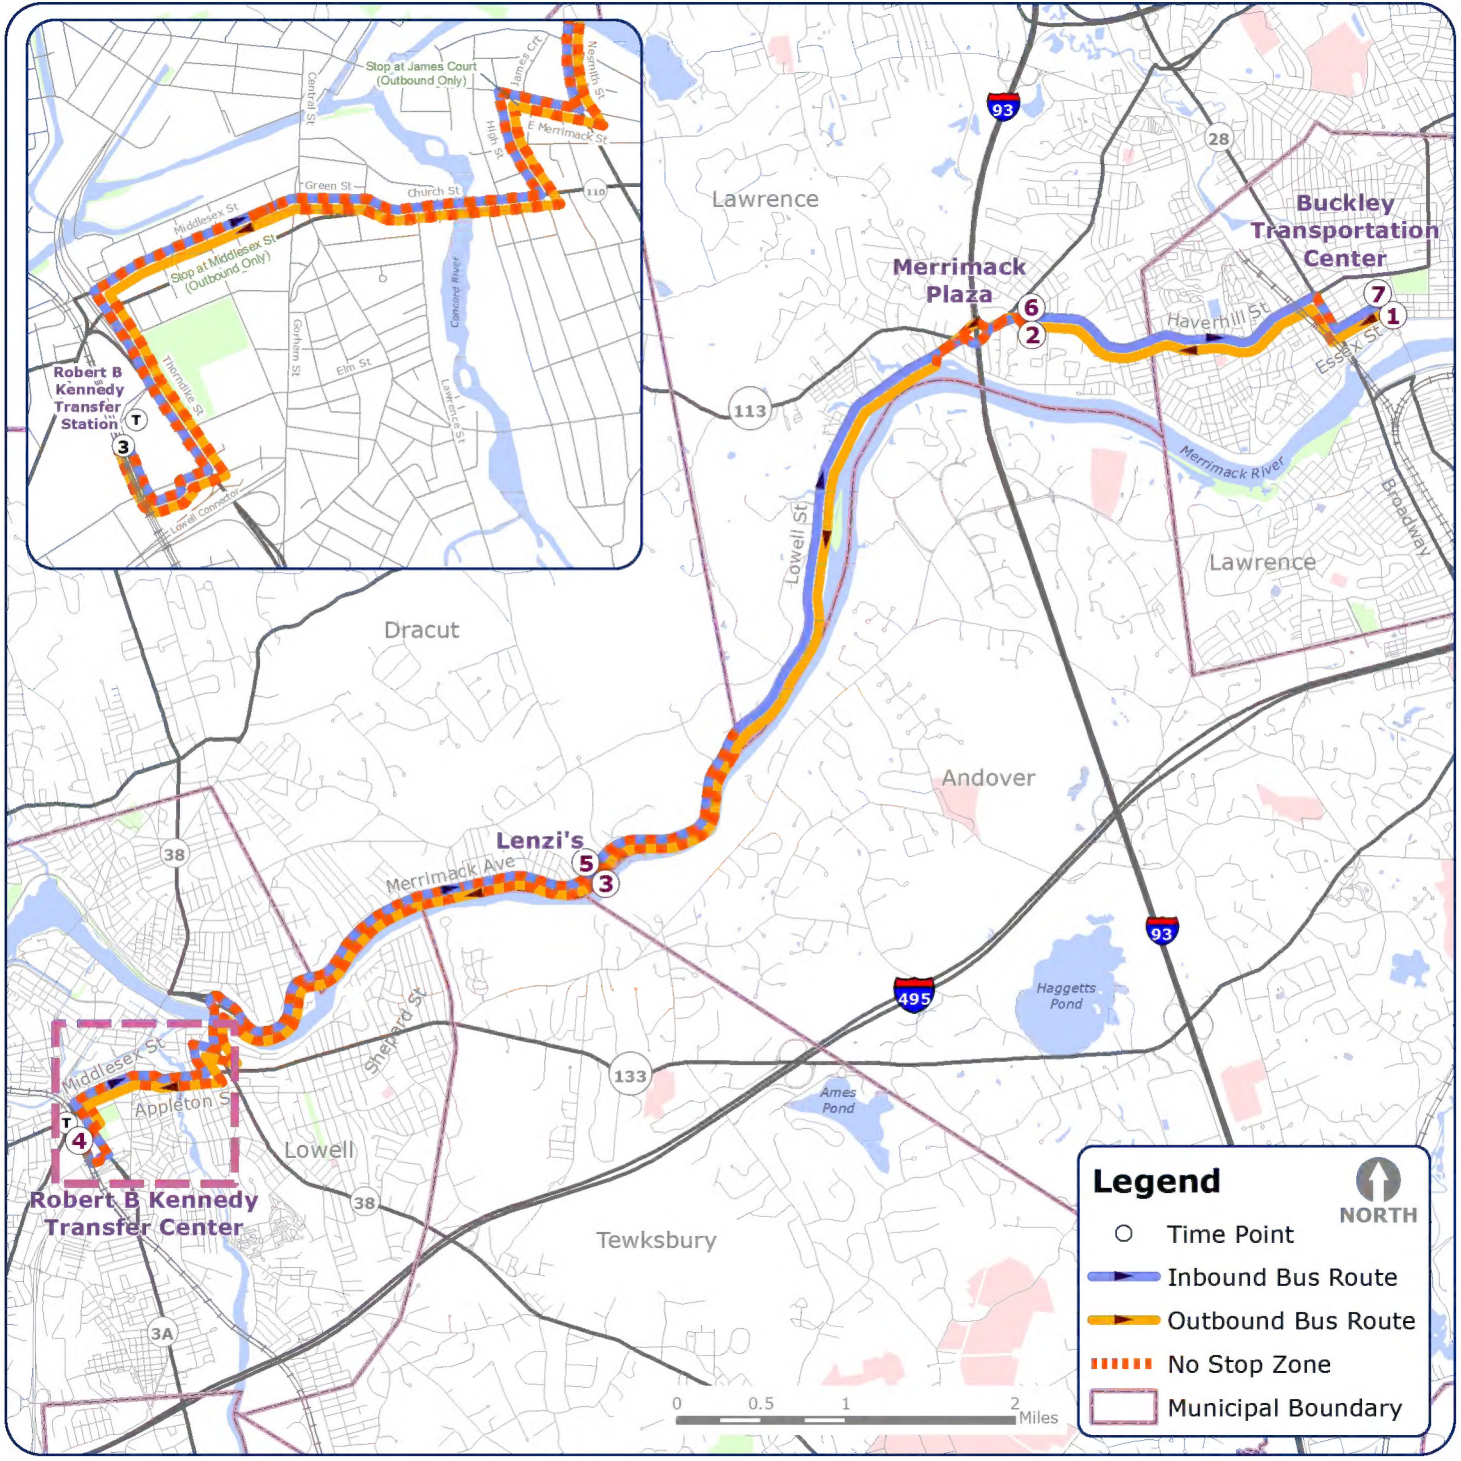 Stop at James Court
(Outbound Only)
James Crt
Nesmith St
Central St
High St
E Merrimack St
110
Green St
Church St
Middlesex St
Stop at Middlesex St
(Outbound Only)
Concord River
Gorham St
Elm St
Thorndike St
Lawrence St
Robert B
Kennedy
Transfer
Station
T
3
Lowell Connector
93
28
Lawrence
Buckley
Transportation
Center
Merrimack
Plaza
6
2
7
1
Haverhill St
Essex St
113
Merrimack River
Broadway
Lowell St
Lawrence
Dracut
Andover
Lenzi's
5
3
Merrimack Ave
38
93
495
Haggetts
Pond
Shepard St
133
Ames
Pond
Middlesex St
Appleton S
T
4
Lowell
Robert B Kennedy
Transfer Center
38
Tewksbury
3A
0 0.5 1 2
Miles
Legend
NORTH
Time Point
Inbound Bus Route
Outbound Bus Route
No Stop Zone
Municipal Boundary